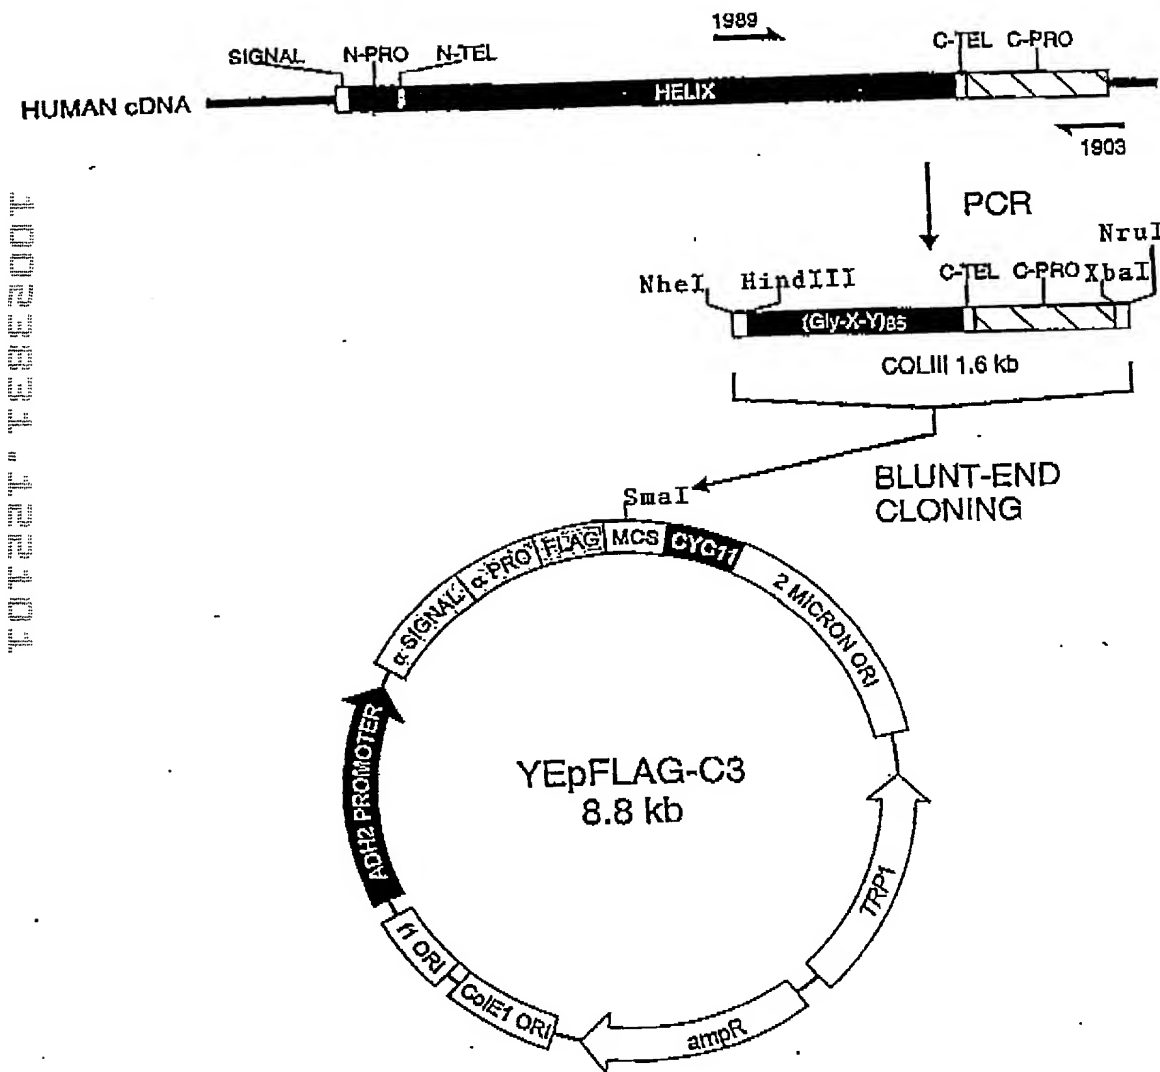 1989
SIGNAL N-PRO N-TEL C-TEL C-PRO
HUMAN cDNA HELIX
1903
PCR
NruI
NheI HindIII C-TEL C-PRO XbaI
(Gly-X-Y)85
COLIII 1.6 kb
BLUNT-END
CLONING
SmaI
α SIGNAL
α PRO
FLAG
MCS
CYC11
2 MICRON ORI
TRP1
ampR
ColE1 ORI
f1 ORI
ADH2 PROMOTER
YEpFLAG-C3
8.8 kb
10023831.122101